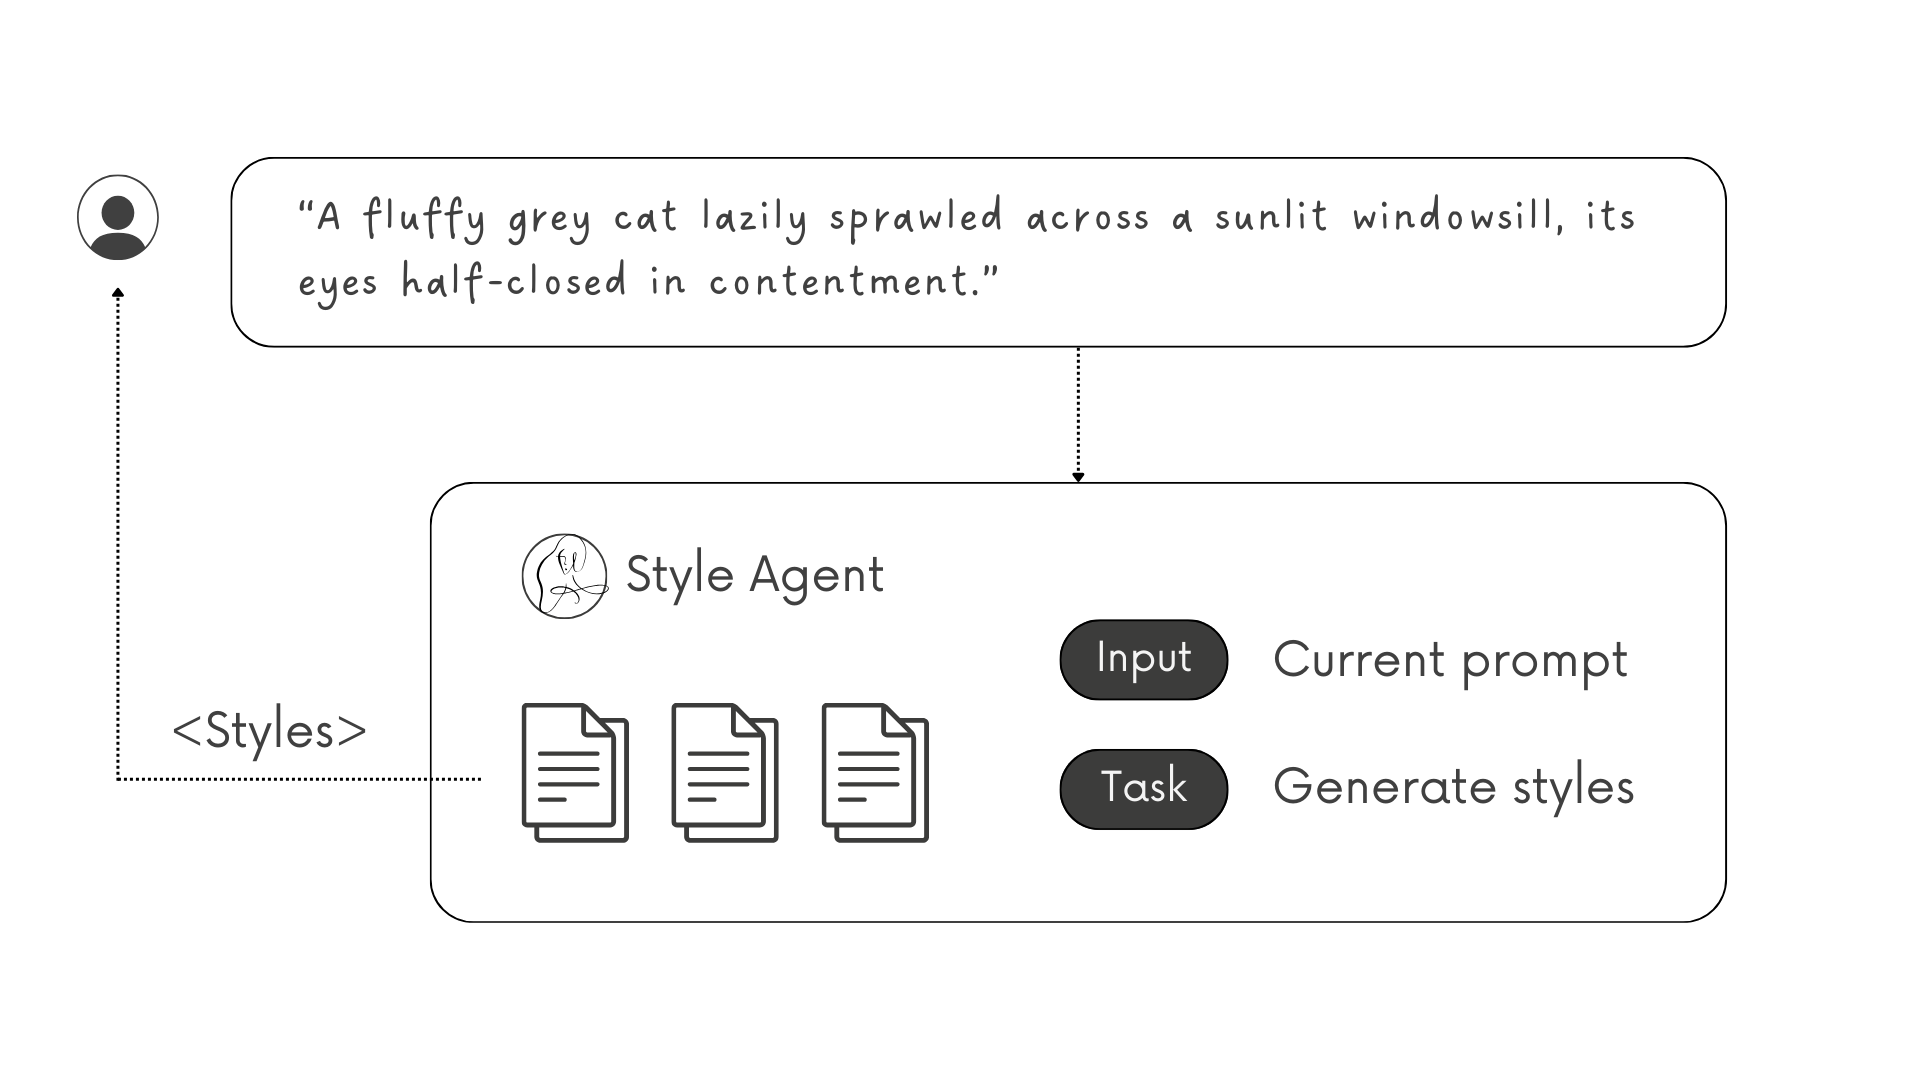 “A fluffy grey cat lazily sprawled across a sunlit windowsill, its
eyes half-closed in contentment.”
Style Agent
Input
Current prompt
<Styles>
Task
Generate styles